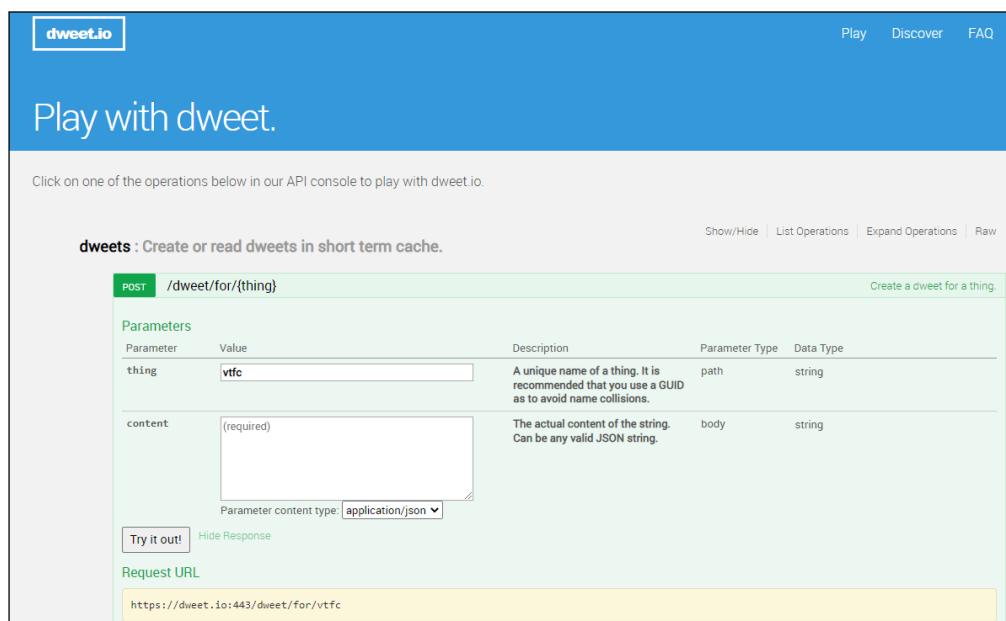 dweet.io
Play Discover FAQ
Play with dweet.
Click on one of the operations below in our API console to play with dweet.io.
dweets : Create or read dweets in short term cache.
Show/Hide List Operations Expand Operations Raw
POST /dweet/for/{thing} Create a dweet for a thing.
Parameters
Parameter Value Description Parameter Type Data Type
thing vtfc A unique name of a thing. It is path string
recommended that you use a GUID
as to avoid name collisions.
content (required) The actual content of the string. body string
Can be any valid JSON string.
Parameter content type: application/json
Try it out! Hide Response
Request URL
https://dweet.io:443/dweet/for/vtfc